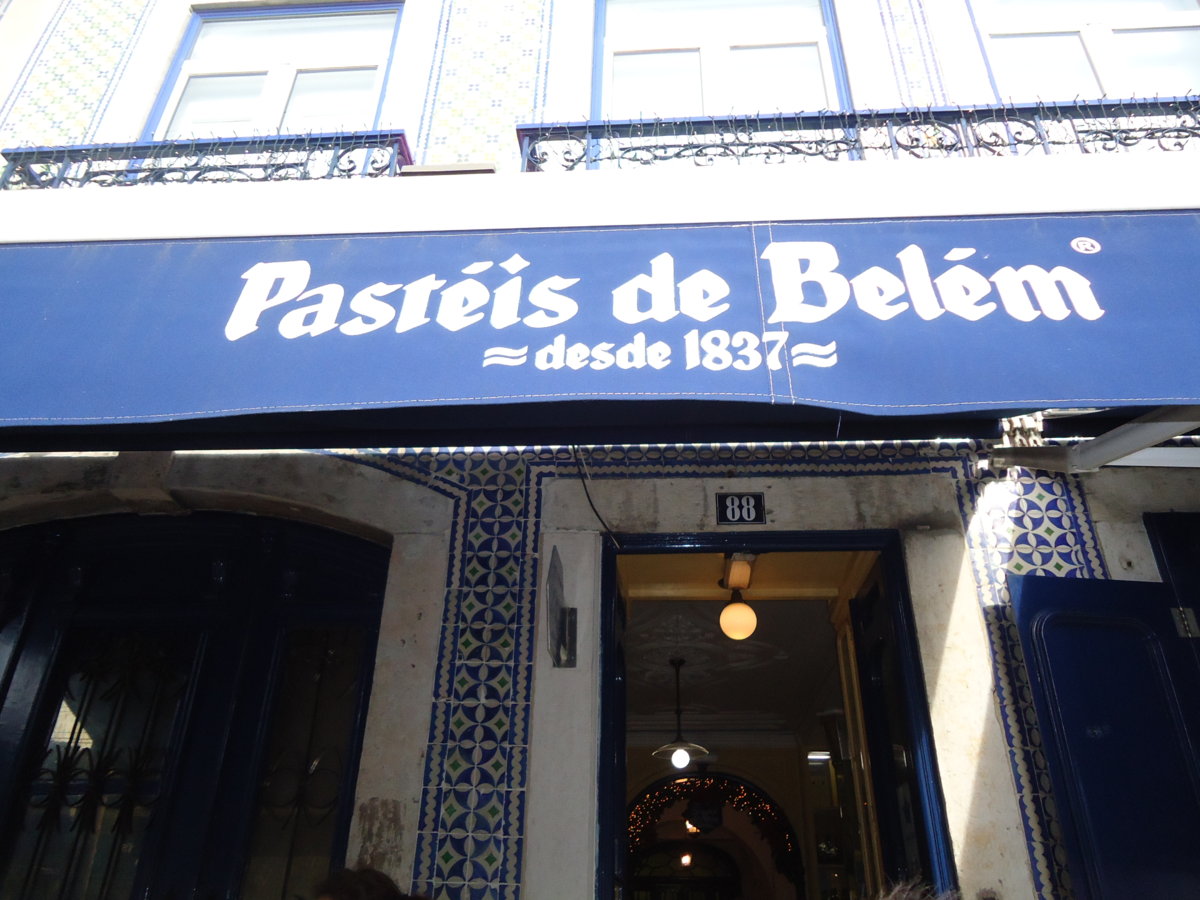 Pastéis de Belém®
≈desde 1837≈
88